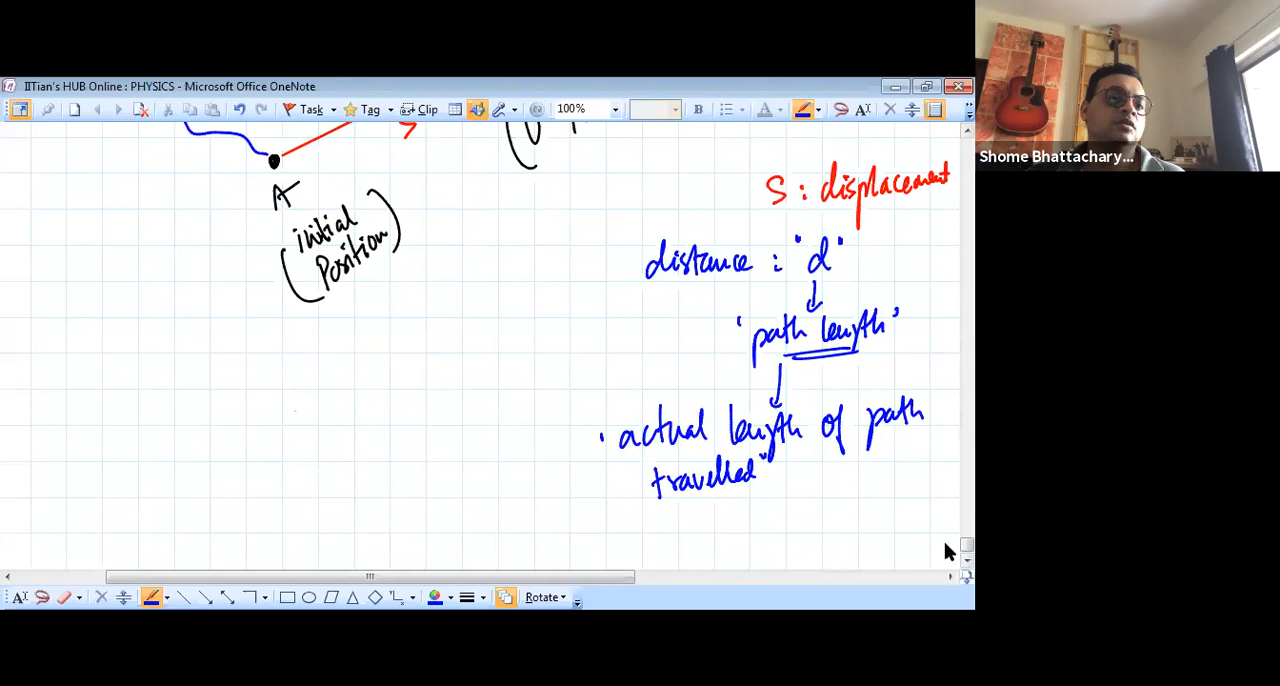 IITian's HUB Online : PHYSICS - Microsoft Office OneNote
Task Tag Clip 100% B A
A
(initial
Position)
S : displacement
distance : "d"
'path length'
"actual length of path
travelled"
Rotate
Shome Bhattachary...